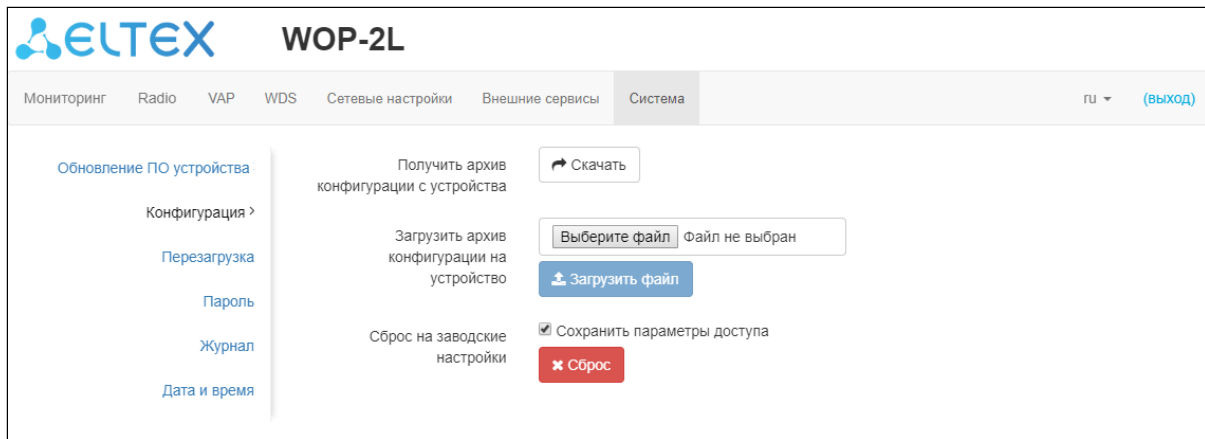 ELTEX WOP-2L
Мониторинг Radio VAP WDS Сетевые настройки Внешние сервисы Система ru (выход)
Обновление ПО устройства
Конфигурация
Перезагрузка
Пароль
Журнал
Дата и время
Получить архив
конфигурации с устройства
Скачать
Загрузить архив
конфигурации на
устройство
Выберите файл Файл не выбран
Загрузить файл
Сброс на заводские
настройки
Сохранить параметры доступа
Сброс